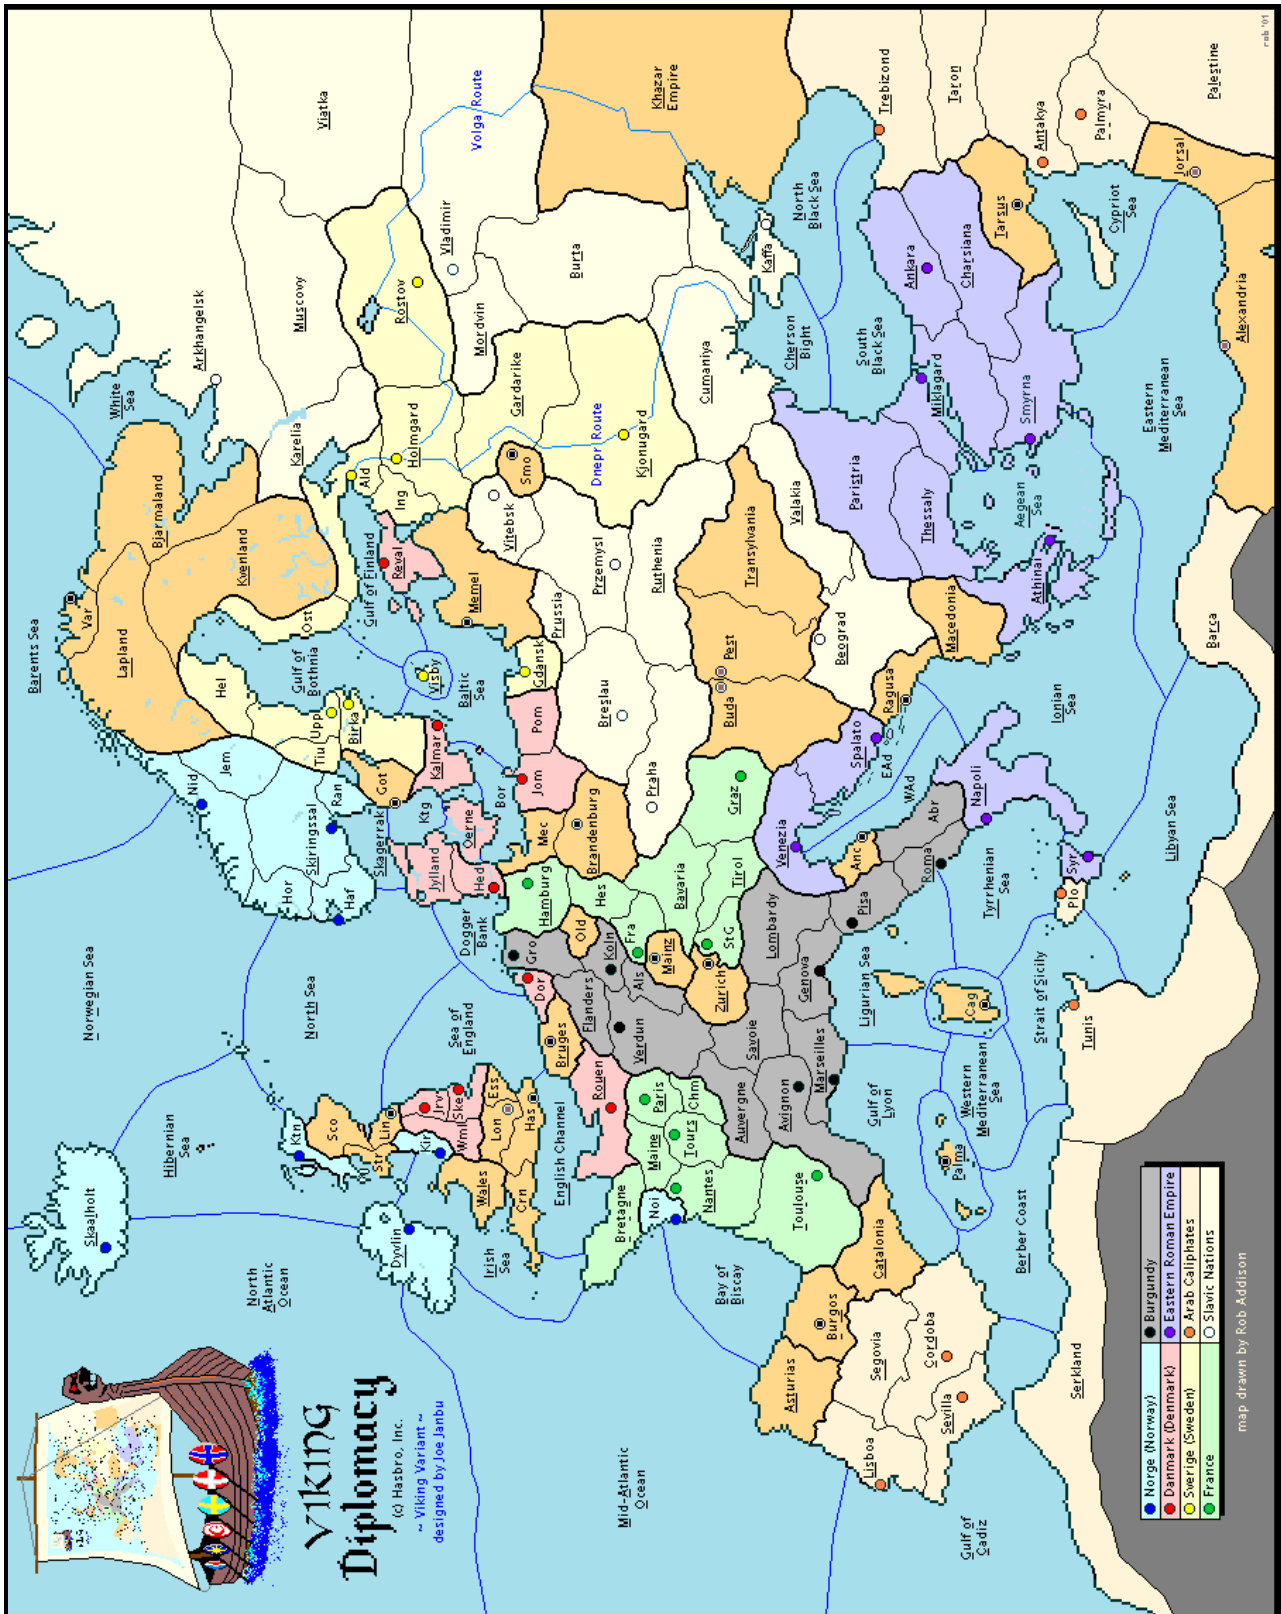 VIKING
Diplomacy
(c) Hasbro, Inc.
~ Viking Variant ~
designed by Joe Janbu
Skaalholt
North
Atlantic
Ocean
Hibernian
Sea
Norwegian Sea
Barents Sea
White
Sea
Arkhangelsk
Viatka
Muscovy
Karelia
Bjarmaland
Var
Lapland
Kvenland
Ost
Hel
Gulf of
Bothnia
Gulf of Finland
Nid
Jem
Tiu
Upp
Birka
Hor
Skiringssal
Ran
Haf
Got
Skagerrak
Kalmar
Ktg
Visby
Baltic
Sea
North Sea
Dogger
Bank
Jylland
Hed
Oerne
Bor
Reval
Ald
Ing
Holmgard
Rostov
Volga Route
Vladimir
Mordvin
Gardarike
Burta
Khazar
Empire
Dnepr Route
Kjonugard
Smo
Vitebsk
Memel
Prussia
Przemysl
Ruthenia
Cumaniya
Gdansk
Pom
Jom
Mec
Brandenburg
Breslau
Praha
Ktn
Sco
Str
Lin
Kir
Jrv
Ske
Wml
Wales
Ess
Lon
Has
Crn
Dyvlin
Irish
Sea
Sea of
England
English Channel
Mid-Atlantic
Ocean
Bay of
Biscay
Bretagne
Noi
Nantes
Maine
Tours
Paris
Chm
Rouen
Bruges
Dor
Gro
Flanders
Verdun
Koln
Als
Old
Hamburg
Hes
Fra
Mainz
Bavaria
StG
Tirol
Graz
Zurich
Savoie
Auvergne
Avignon
Marseilles
Toulouse
Genova
Lombardy
Pisa
Roma
Abr
Anc
Venezia
Spalato
EAd
WAd
Ragusa
Buda
Pest
Transylvania
Valakia
Beograd
Macedonia
Paristria
Thessaly
Athinai
Aegean
Sea
Miklagard
Smyrna
Ankara
Charsiana
Tarsus
Trebizond
Taron
Antakya
Palmyra
Palestine
Jorsal
Cypriot
Sea
Alexandria
Eastern
Mediterranean
Sea
North
Black Sea
South
Black Sea
Cherson
Bight
Kaffa
Asturias
Burgos
Catalonia
Segovia
Cordoba
Sevilla
Lisboa
Gulf of
Cadiz
Berber Coast
Palma
Western
Mediterranean
Sea
Gulf of
Lyon
Ligurian Sea
Cag
Tyrrhenian
Sea
Strait of Sicily
Tunis
Plo
Syr
Napoli
Ionian
Sea
Libyan Sea
Barca
Serkland
Norge (Norway)
Danmark (Denmark)
Sverige (Sweden)
France
Burgundy
Eastern Roman Empire
Arab Caliphates
Slavic Nations
map drawn by Rob Addison
rob '01